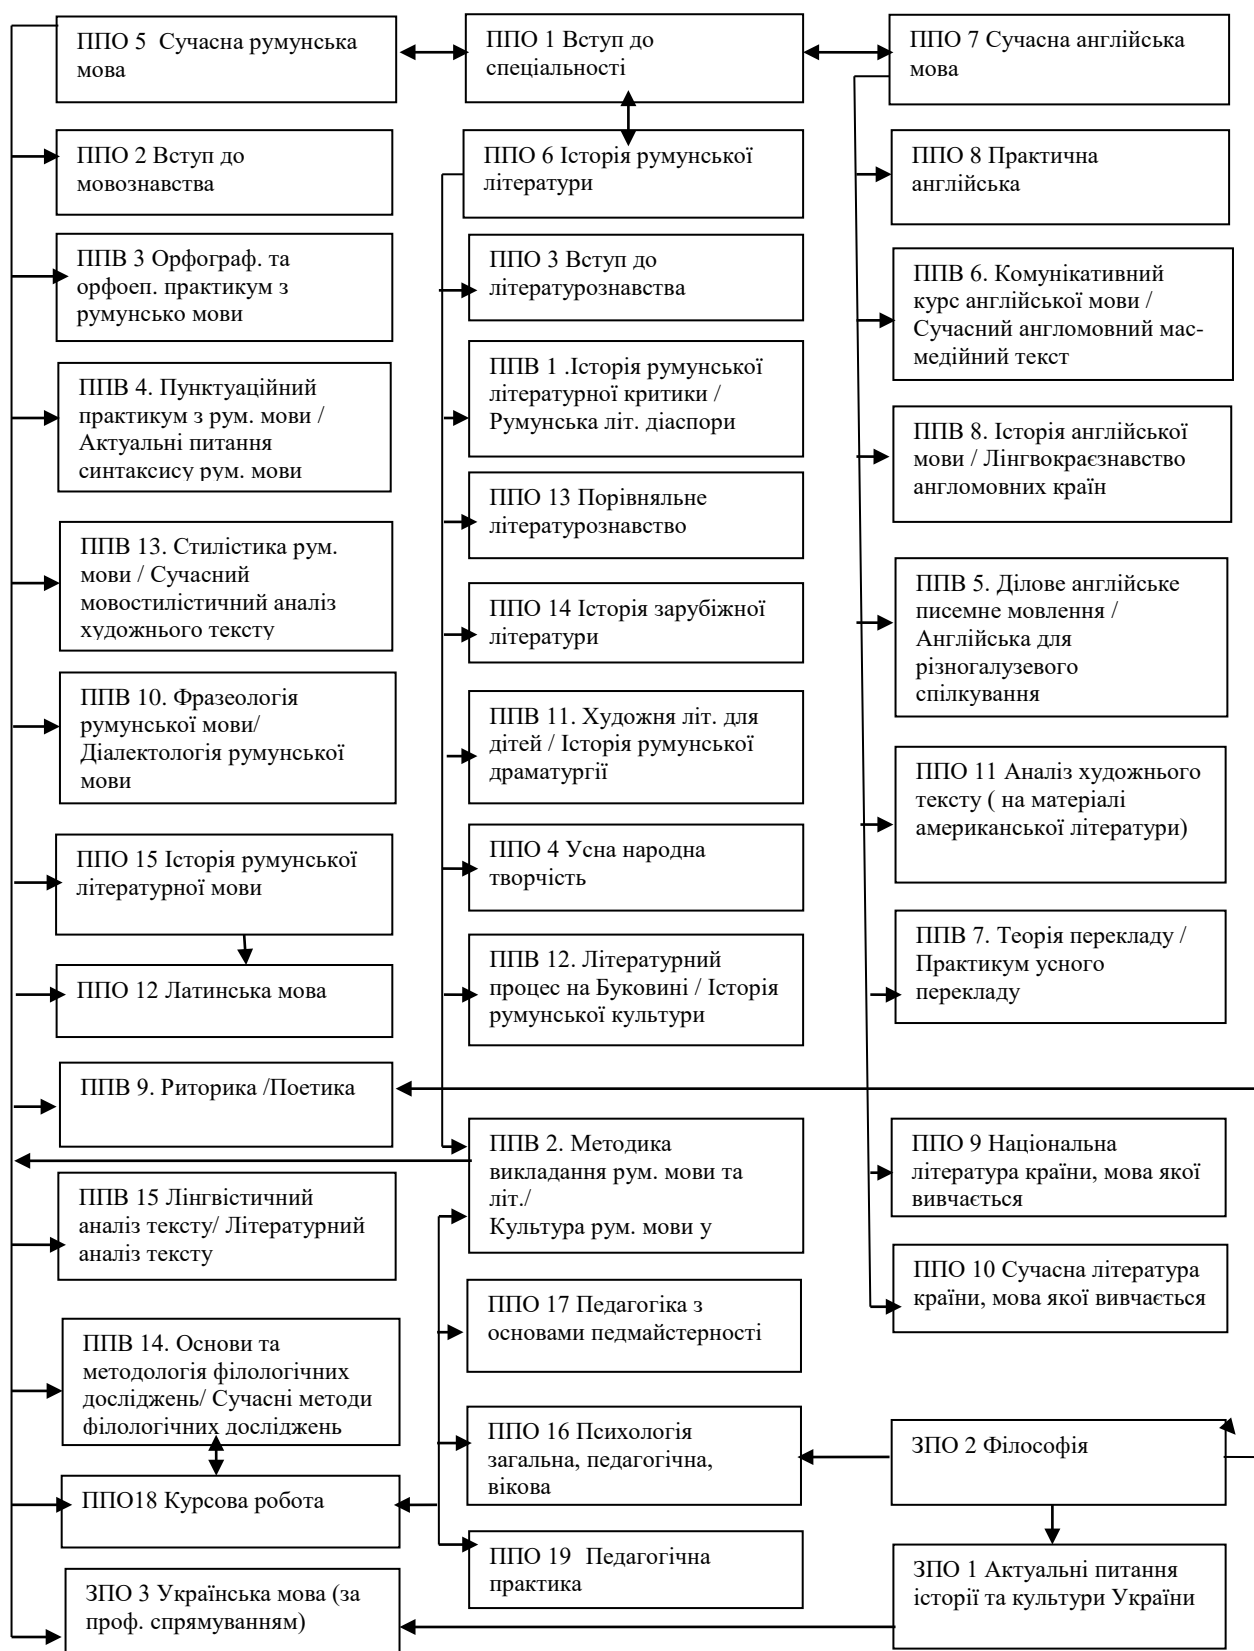 ППО 5 Сучасна румунська
мова
ППО 2 Вступ до
мовознавства
ППВ 3 Орфограф. та
орфоеп. практикум з
румунсько мови
ППВ 4. Пунктуаційний
практикум з рум. мови /
Актуальні питання
синтаксису рум. мови
ППВ 13. Стилістика рум.
мови / Сучасний
мовостилістичний аналіз
художнього тексту
ППВ 10. Фразеологія
румунської мови/
Діалектологія румунської
мови
ППО 15 Історія румунської
літературної мови
ППО 12 Латинська мова
ППВ 9. Риторика /Поетика
ППВ 15 Лінгвістичний
аналіз тексту/ Літературний
аналіз тексту
ППВ 14. Основи та
методологія філологічних
досліджень/ Сучасні методи
філологічних досліджень
ППО18 Курсова робота
ЗПО 3 Українська мова (за
проф. спрямуванням)
ППО 1 Вступ до
спеціальності
ППО 6 Історія румунської
літератури
ППО 3 Вступ до
літературознавства
ППВ 1 .Історія румунської
літературної критики /
Румунська літ. діаспори
ППО 13 Порівняльне
літературознавство
ППО 14 Історія зарубіжної
літератури
ППВ 11. Художня літ. для
дітей / Історія румунської
драматургії
ППО 4 Усна народна
творчість
ППВ 12. Літературний
процес на Буковині / Історія
румунської культури
ППВ 2. Методика
викладання рум. мови та
літ./
Культура рум. мови у
ППО 17 Педагогіка з
основами педмайстерності
ППО 16 Психологія
загальна, педагогічна,
вікова
ППО 19 Педагогічна
практика
ППО 7 Сучасна англійська
мова
ППО 8 Практична
англійська
ППВ 6. Комунікативний
курс англійської мови /
Сучасний англомовний мас-
медійний текст
ППВ 8. Історія англійської
мови / Лінгвокраєзнавство
англомовних країн
ППВ 5. Ділове англійське
писемне мовлення /
Англійська для
різногалузевого
спілкування
ППО 11 Аналіз художнього
тексту ( на матеріалі
американської літератури)
ППВ 7. Теорія перекладу /
Практикум усного
перекладу
ППО 9 Національна
література країни, мова якої
вивчається
ППО 10 Сучасна література
країни, мова якої вивчається
ЗПО 2 Філософія
ЗПО 1 Актуальні питання
історії та культури України